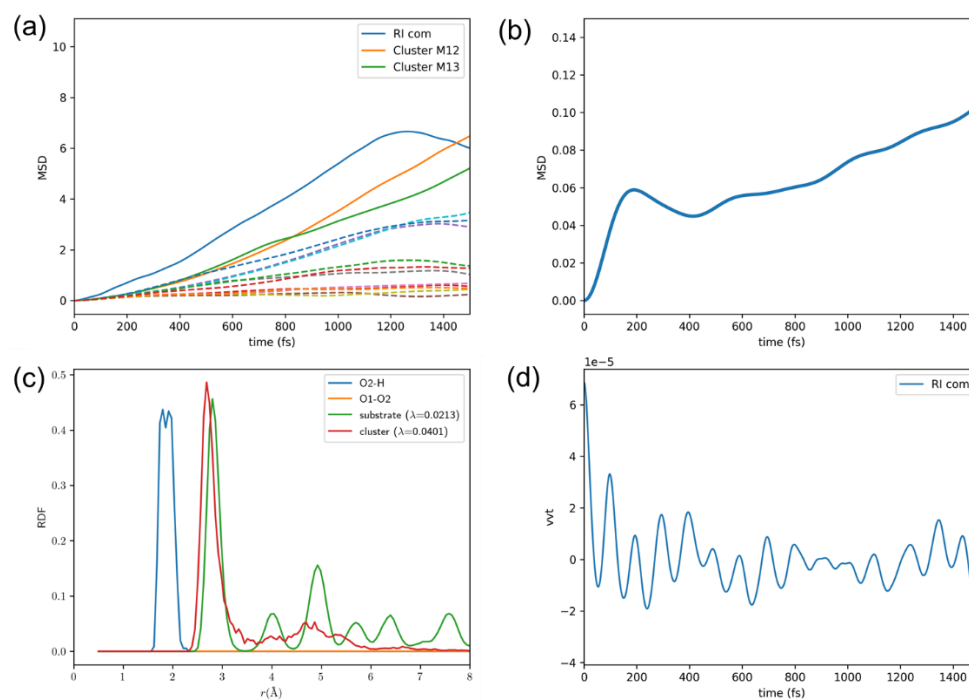 (a)
RI com
Cluster M12
Cluster M13
10
8
6
4
2
0
MSD
0 200 400 600 800 1000 1200 1400
time (fs)
(b)
0.14
0.12
0.10
0.08
0.06
0.04
0.02
0.00
MSD
0 200 400 600 800 1000 1200 1400
time (fs)
(c)
O2-H
O1-O2
substrate (λ=0.0213)
cluster (λ=0.0401)
0.5
0.4
0.3
0.2
0.1
0.0
RDF
0 1 2 3 4 5 6 7 8
r(Å)
(d)
1e−5
RI com
6
4
2
0
−2
−4
vvt
0 200 400 600 800 1000 1200 1400
time (fs)